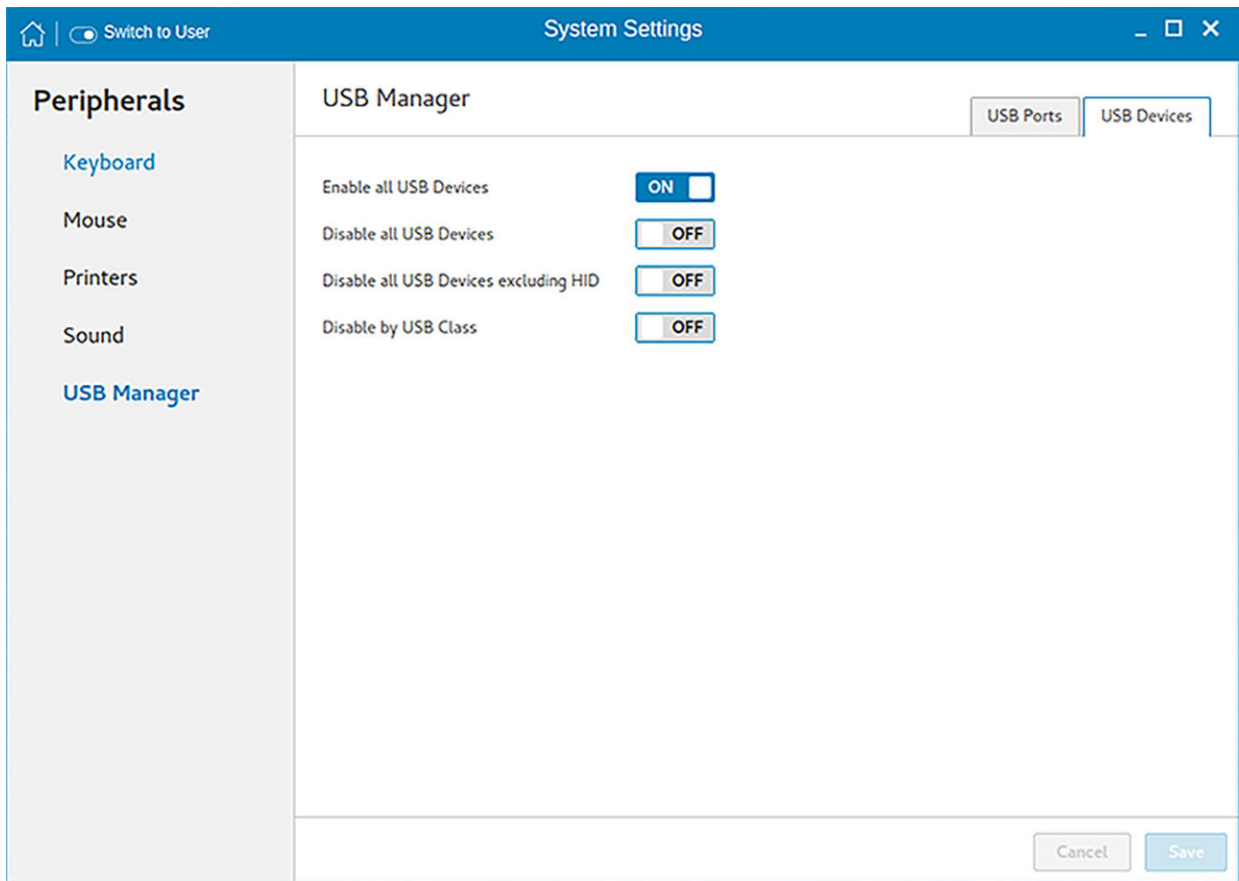 Switch to User
System Settings
Peripherals
Keyboard
Mouse
Printers
Sound
USB Manager
USB Manager
USB Ports
USB Devices
Enable all USB Devices ON
Disable all USB Devices OFF
Disable all USB Devices excluding HID OFF
Disable by USB Class OFF
Cancel
Save